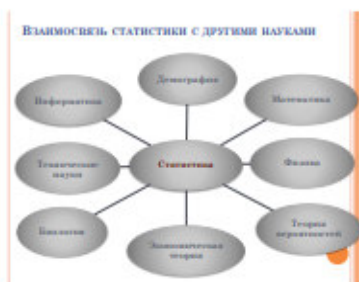 Взаимосвязь статистики с другими науками
Демография
Информатика
Математика
Технические
науки
Статистика
Физика
Биология
Экономическая
теория
Теория
вероятностей